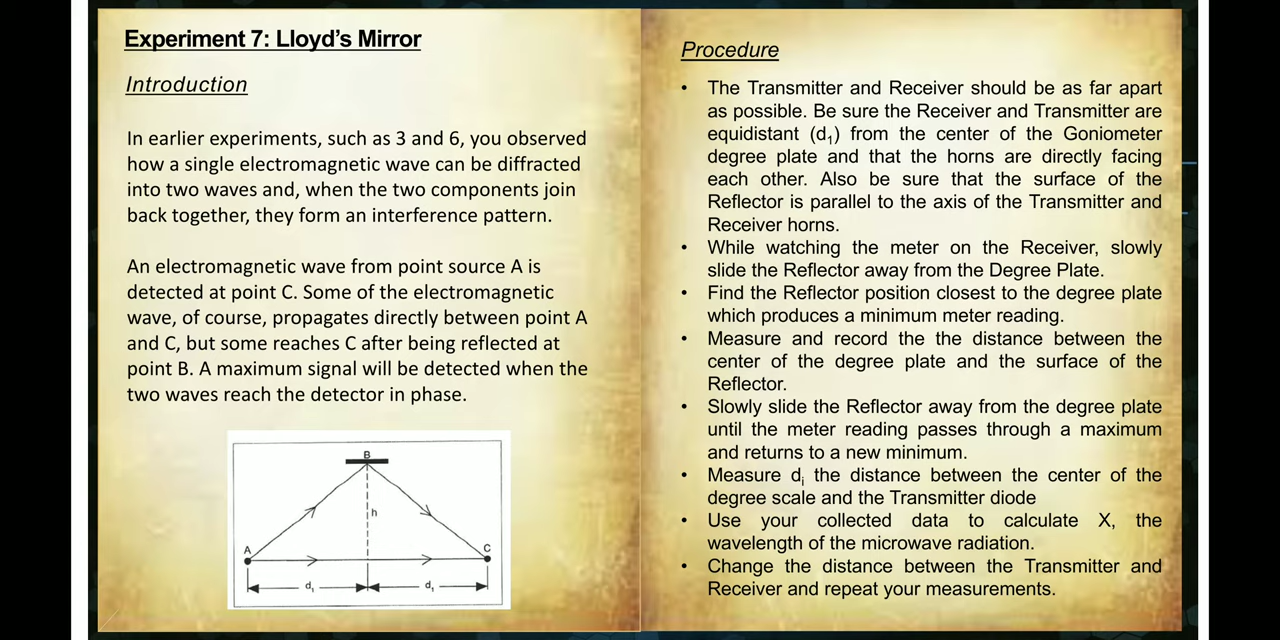 Experiment 7: Lloyd's Mirror
Introduction
In earlier experiments, such as 3 and 6, you observed
how a single electromagnetic wave can be diffracted
into two waves and, when the two components join
back together, they form an interference pattern.
An electromagnetic wave from point source A is
detected at point C. Some of the electromagnetic
wave, of course, propagates directly between point A
and C, but some reaches C after being reflected at
point B. A maximum signal will be detected when the
two waves reach the detector in phase.
B
h
A
C
d₁
d₁
Procedure
• The Transmitter and Receiver should be as far apart
as possible. Be sure the Receiver and Transmitter are
equidistant (d₁) from the center of the Goniometer
degree plate and that the horns are directly facing
each other. Also be sure that the surface of the
Reflector is parallel to the axis of the Transmitter and
Receiver horns.
• While watching the meter on the Receiver, slowly
slide the Reflector away from the Degree Plate.
• Find the Reflector position closest to the degree plate
which produces a minimum meter reading.
• Measure and record the the distance between the
center of the degree plate and the surface of the
Reflector.
• Slowly slide the Reflector away from the degree plate
until the meter reading passes through a maximum
and returns to a new minimum.
• Measure dᵢ the distance between the center of the
degree scale and the Transmitter diode
• Use your collected data to calculate X, the
wavelength of the microwave radiation.
• Change the distance between the Transmitter and
Receiver and repeat your measurements.